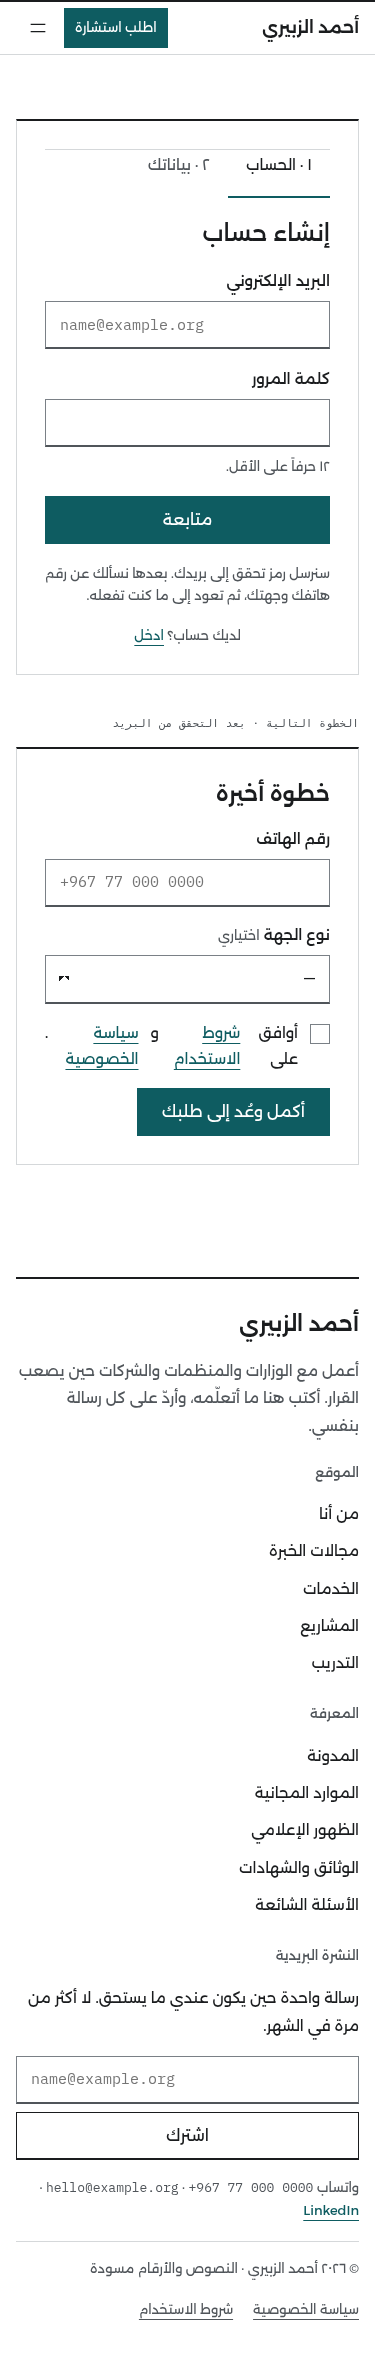 أحمد الزبيري
اطلب استشارة
١ · الحساب
٢ · بياناتك
إنشاء حساب
البريد الإلكتروني
name@example.org
كلمة المرور
١٢ حرفاً على الأقل.
متابعة
سنرسل رمز تحقق إلى بريدك. بعدها نسألك عن رقم
هاتفك وجهتك، ثم تعود إلى ما كنت تفعله.
لديك حساب؟ ادخل
الخطوة التالية · بعد التحقق من البريد
خطوة أخيرة
رقم الهاتف
+967 77 000 0000
نوع الجهة اختياري
—
أوافق على شروط الاستخدام و سياسة الخصوصية .
أكمل وعُد إلى طلبك
أحمد الزبيري
أعمل مع الوزارات والمنظمات والشركات حين يصعب
القرار. أكتب هنا ما أتعلّمه، وأردّ على كل رسالة
بنفسي.
الموقع
من أنا
مجالات الخبرة
الخدمات
المشاريع
التدريب
المعرفة
المدونة
الموارد المجانية
الظهور الإعلامي
الوثائق والشهادات
الأسئلة الشائعة
النشرة البريدية
رسالة واحدة حين يكون عندي ما يستحق. لا أكثر من
مرة في الشهر.
name@example.org
اشترك
واتساب +967 77 000 0000 · hello@example.org ·
LinkedIn
© ٢٠٢٦ أحمد الزبيري · النصوص والأرقام مسودة
سياسة الخصوصية
شروط الاستخدام